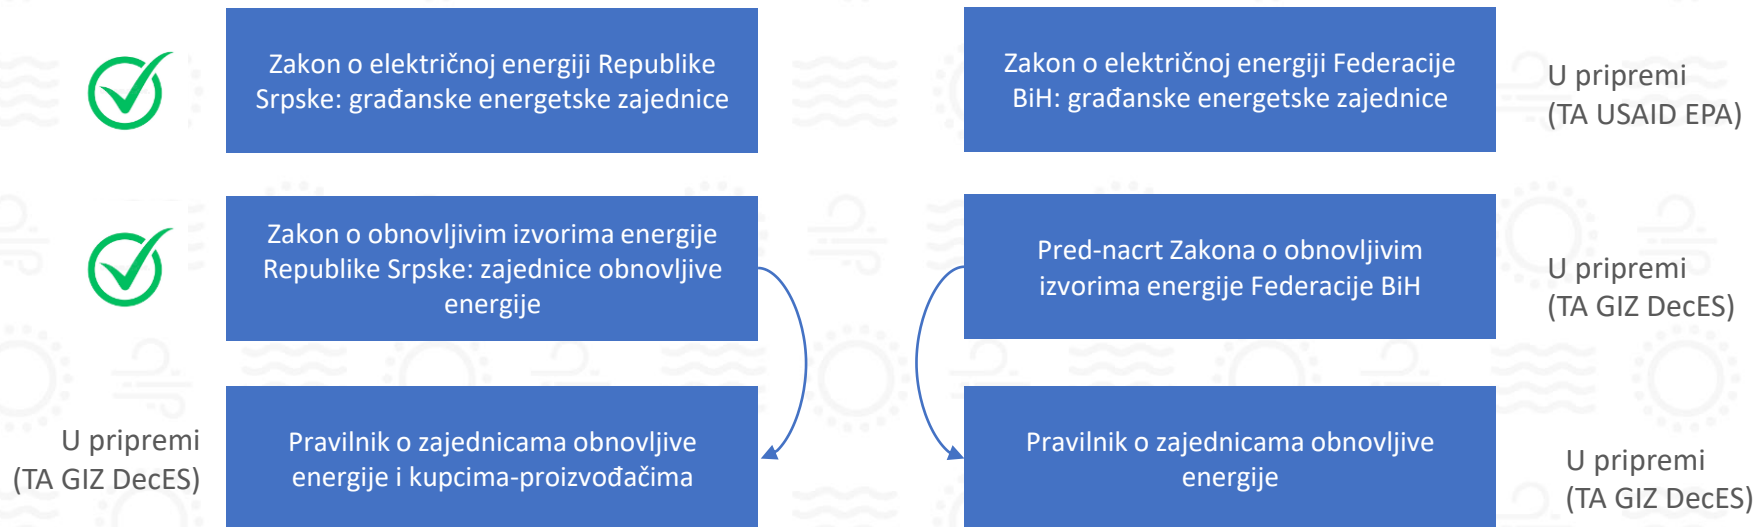 Zakon o električnoj energiji Republike
Srpske: građanske energetske zajednice
Zakon o električnoj energiji Federacije
BiH: građanske energetske zajednice
U pripremi
(TA USAID EPA)
Zakon o obnovljivim izvorima energije
Republike Srpske: zajednice obnovljive
energije
Pred-nacrt Zakona o obnovljivim
izvorima energije Federacije BiH
U pripremi
(TA GIZ DecES)
U pripremi
(TA GIZ DecES)
Pravilnik o zajednicama obnovljive
energije i kupcima-proizvođačima
Pravilnik o zajednicama obnovljive
energije
U pripremi
(TA GIZ DecES)